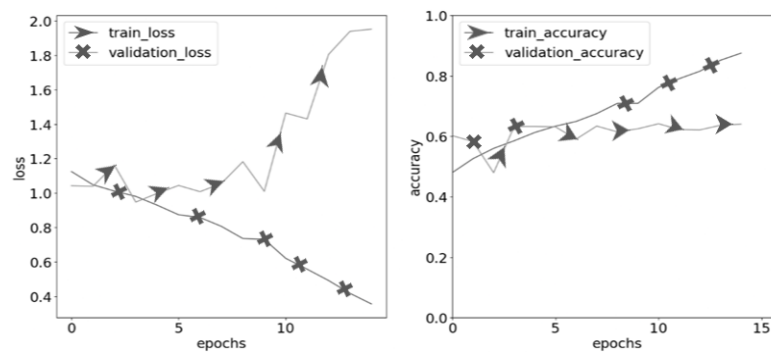 train_loss
validation_loss
loss
2.0
1.8
1.6
1.4
1.2
1.0
0.8
0.6
0.4
0
5
10
epochs
train_accuracy
validation_accuracy
accuracy
1.0
0.8
0.6
0.4
0.2
0.0
0
5
10
15
epochs